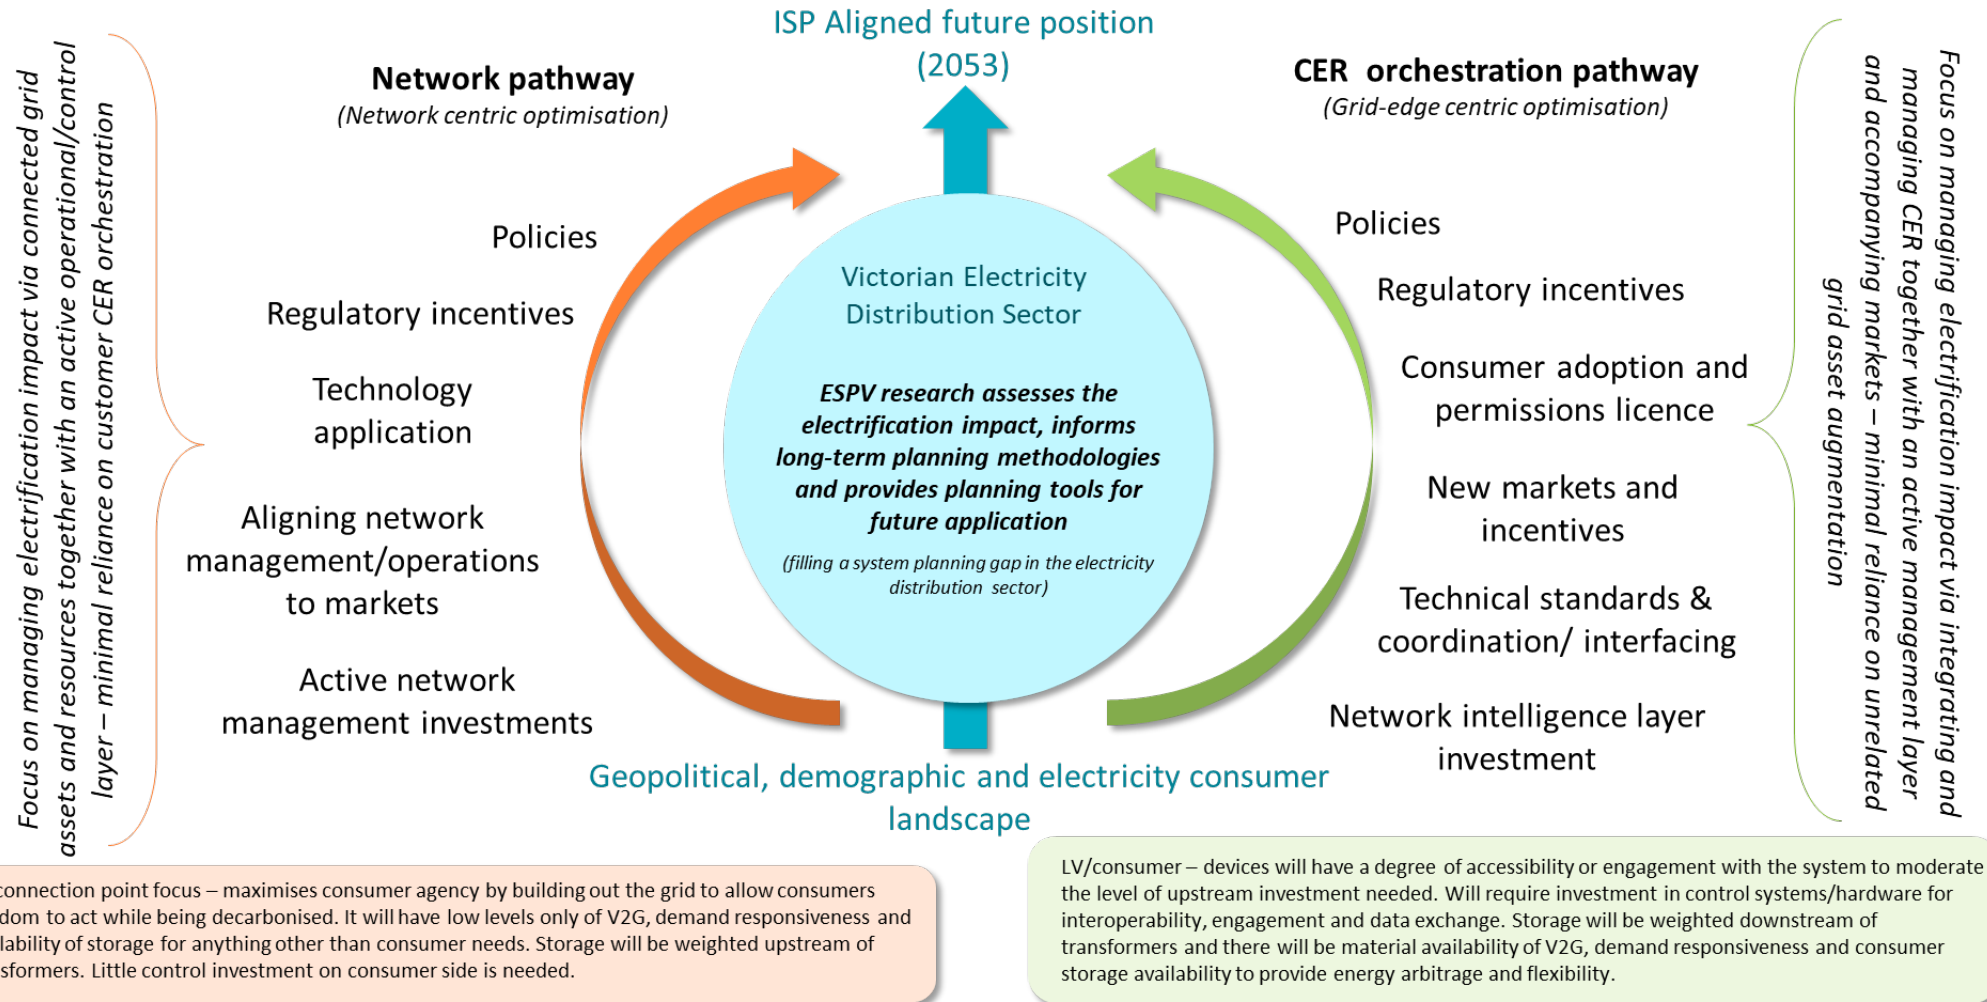 ISP Aligned future position
(2053)
Network pathway
(Network centric optimisation)
CER orchestration pathway
(Grid-edge centric optimisation)
Focus on managing electrification impact via connected grid
assets and resources together with an active operational/control
layer – minimal reliance on customer CER orchestration
Policies
Regulatory incentives
Technology
application
Aligning network
management/operations
to markets
Active network
management investments
Victorian Electricity
Distribution Sector
ESPV research assesses the
electrification impact, informs
long-term planning methodologies
and provides planning tools for
future application
(filling a system planning gap in the electricity
distribution sector)
Policies
Regulatory incentives
Consumer adoption and
permissions licence
New markets and
incentives
Technical standards &
coordination/ interfacing
Network intelligence layer
investment
Focus on managing electrification impact via integrating and
managing CER together with an active management layer
and accompanying markets – minimal reliance on unrelated
grid asset augmentation
Geopolitical, demographic and electricity consumer
landscape
connection point focus – maximises consumer agency by building out the grid to allow consumers
dom to act while being decarbonised. It will have low levels only of V2G, demand responsiveness and
lability of storage for anything other than consumer needs. Storage will be weighted upstream of
sformers. Little control investment on consumer side is needed.
LV/consumer – devices will have a degree of accessibility or engagement with the system to moderate
the level of upstream investment needed. Will require investment in control systems/hardware for
interoperability, engagement and data exchange. Storage will be weighted downstream of
transformers and there will be material availability of V2G, demand responsiveness and consumer
storage availability to provide energy arbitrage and flexibility.